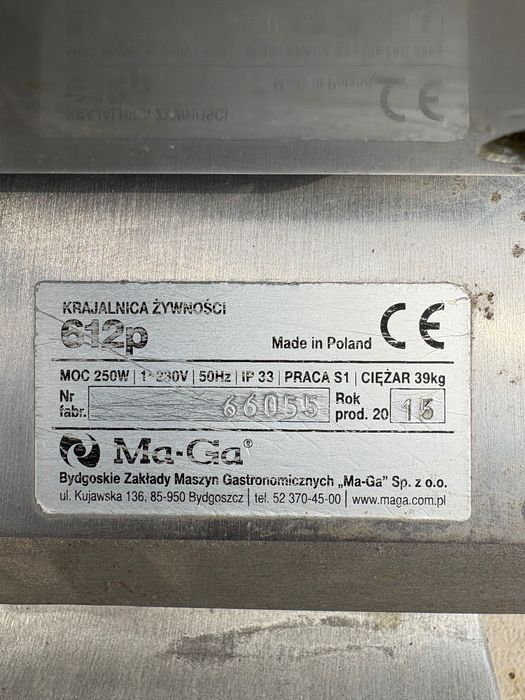 KRAJALNICA ŻYWNOŚCI
612p
Made in Poland CE
MOC 250W | 1~230V | 50Hz | IP 33 | PRACA S1 | CIĘŻAR 39kg
Nr fabr. 66055 Rok prod. 20 15
Ma-Ga®
Bydgoskie Zakłady Maszyn Gastronomicznych „Ma-Ga" Sp. z o.o.
ul. Kujawska 136, 85-950 Bydgoszcz | tel. 52 370-45-00 | www.maga.com.pl